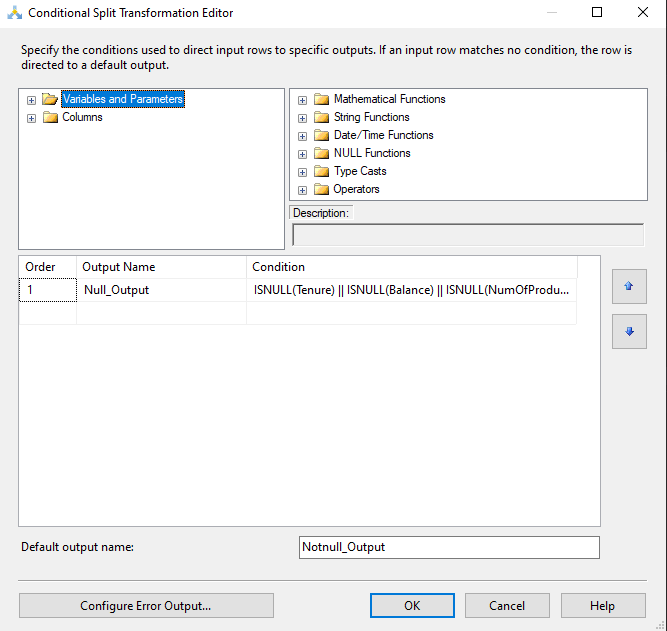 Conditional Split Transformation Editor
Specify the conditions used to direct input rows to specific outputs. If an input row matches no condition, the row is
directed to a default output.
Variables and Parameters
Columns
Mathematical Functions
String Functions
Date/Time Functions
NULL Functions
Type Casts
Operators
Description:
Order Output Name Condition
1 Null_Output ISNULL(Tenure) || ISNULL(Balance) || ISNULL(NumOfProdu...
Default output name: Notnull_Output
Configure Error Output... OK Cancel Help